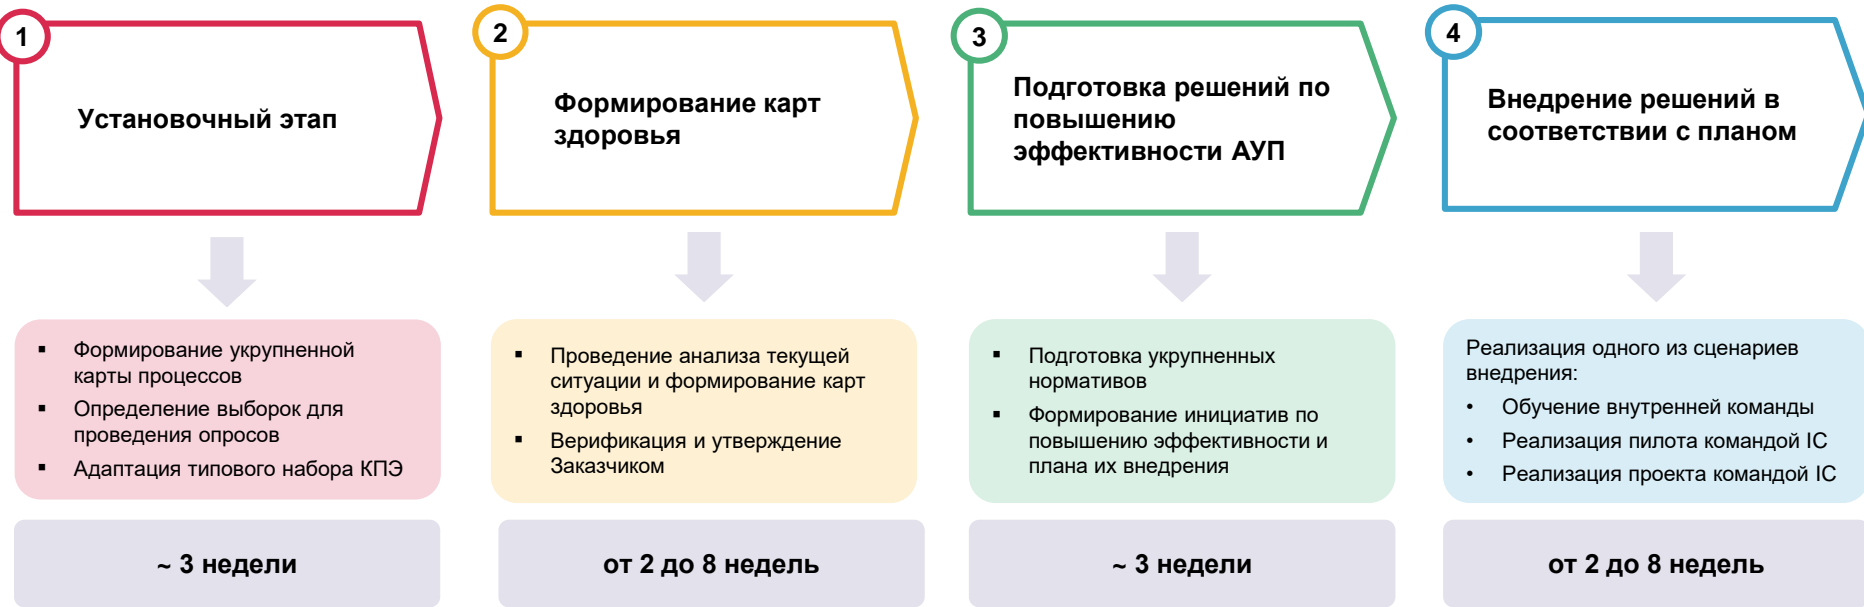 1
Установочный этап
2
Формирование карт
здоровья
3
Подготовка решений по
повышению
эффективности АУП
4
Внедрение решений в
соответствии с планом
▪ Формирование укрупненной
карты процессов
▪ Определение выборок для
проведения опросов
▪ Адаптация типового набора КПЭ
▪ Проведение анализа текущей
ситуации и формирование карт
здоровья
▪ Верификация и утверждение
Заказчиком
▪ Подготовка укрупненных
нормативов
▪ Формирование инициатив по
повышению эффективности и
плана их внедрения
Реализация одного из сценариев
внедрения:
• Обучение внутренней команды
• Реализация пилота командой IC
• Реализация проекта командой IC
~ 3 недели
от 2 до 8 недель
~ 3 недели
от 2 до 8 недель